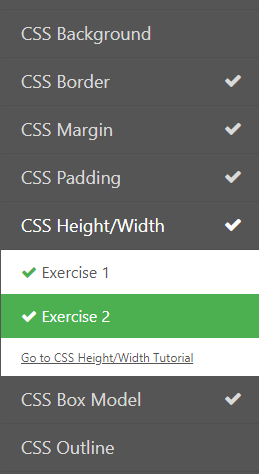 CSS Background
CSS Border
CSS Margin
CSS Padding
CSS Height/Width
Exercise 1
Exercise 2
Go to CSS Height/Width Tutorial
CSS Box Model
CSS Outline